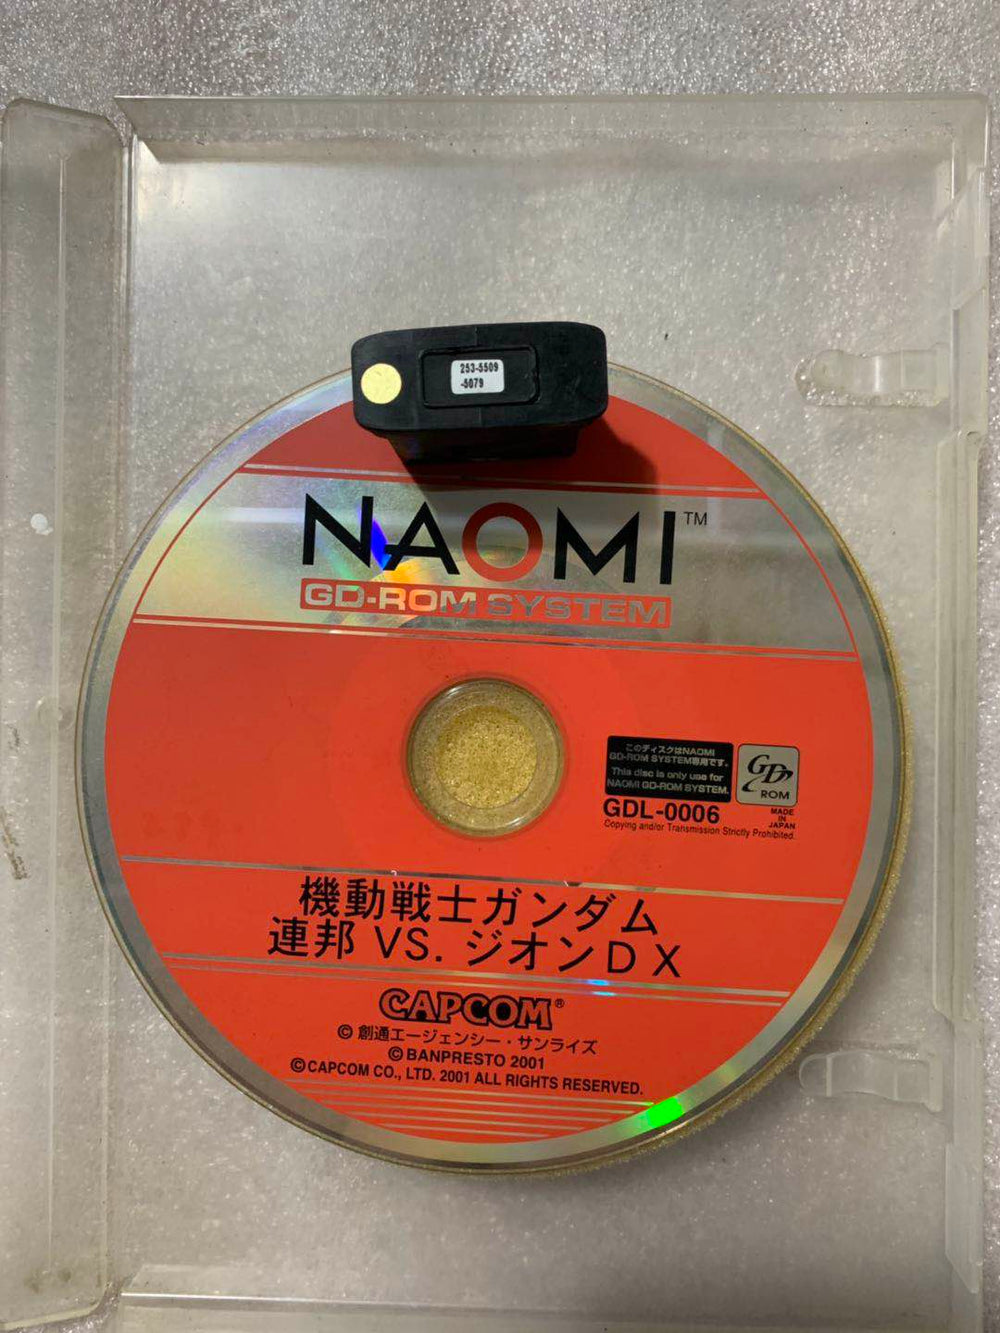 253-5509
-5079
NAOMI™
GD-ROM SYSTEM
このディスクはNAOMI
GD-ROM SYSTEM専用です。
This disc is only use for
NAOMI GD-ROM SYSTEM.
GD
ROM
GDL-0006
MADE
IN
JAPAN
Copying and/or Transmission Strictly Prohibited.
機動戦士ガンダム
連邦 VS. ジオンDX
CAPCOM®
© 創通エージェンシー・サンライズ
©BANPRESTO 2001
©CAPCOM CO., LTD. 2001 ALL RIGHTS RESERVED.